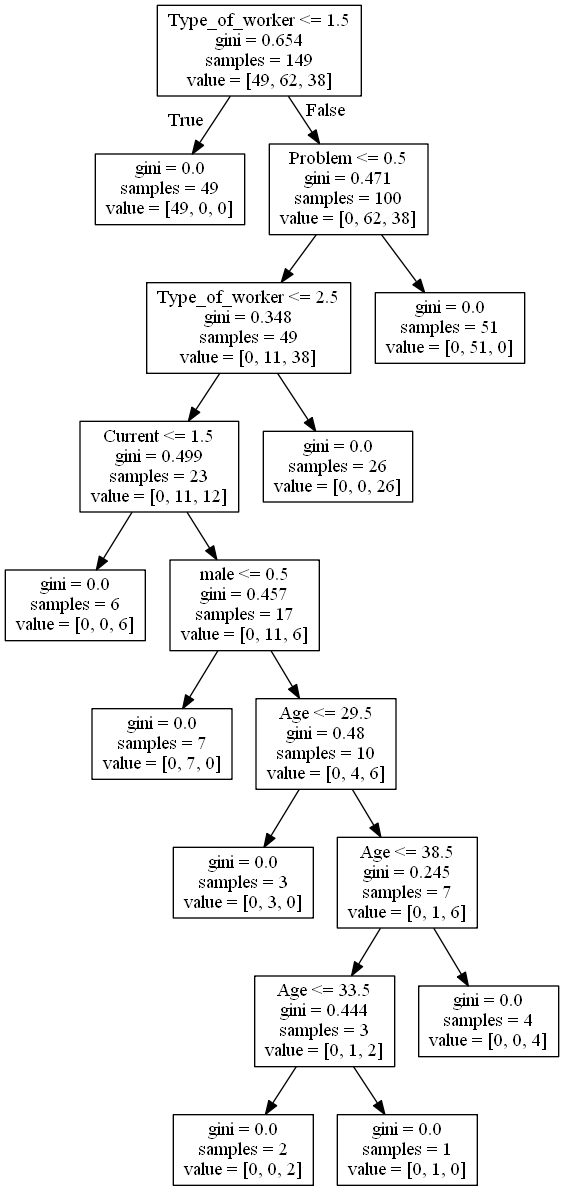 Type_of_worker <= 1.5
gini = 0.654
samples = 149
value = [49, 62, 38]
True
False
gini = 0.0
samples = 49
value = [49, 0, 0]
Problem <= 0.5
gini = 0.471
samples = 100
value = [0, 62, 38]
Type_of_worker <= 2.5
gini = 0.348
samples = 49
value = [0, 11, 38]
gini = 0.0
samples = 51
value = [0, 51, 0]
Current <= 1.5
gini = 0.499
samples = 23
value = [0, 11, 12]
gini = 0.0
samples = 26
value = [0, 0, 26]
gini = 0.0
samples = 6
value = [0, 0, 6]
male <= 0.5
gini = 0.457
samples = 17
value = [0, 11, 6]
gini = 0.0
samples = 7
value = [0, 7, 0]
Age <= 29.5
gini = 0.48
samples = 10
value = [0, 4, 6]
gini = 0.0
samples = 3
value = [0, 3, 0]
Age <= 38.5
gini = 0.245
samples = 7
value = [0, 1, 6]
Age <= 33.5
gini = 0.444
samples = 3
value = [0, 1, 2]
gini = 0.0
samples = 4
value = [0, 0, 4]
gini = 0.0
samples = 2
value = [0, 0, 2]
gini = 0.0
samples = 1
value = [0, 1, 0]